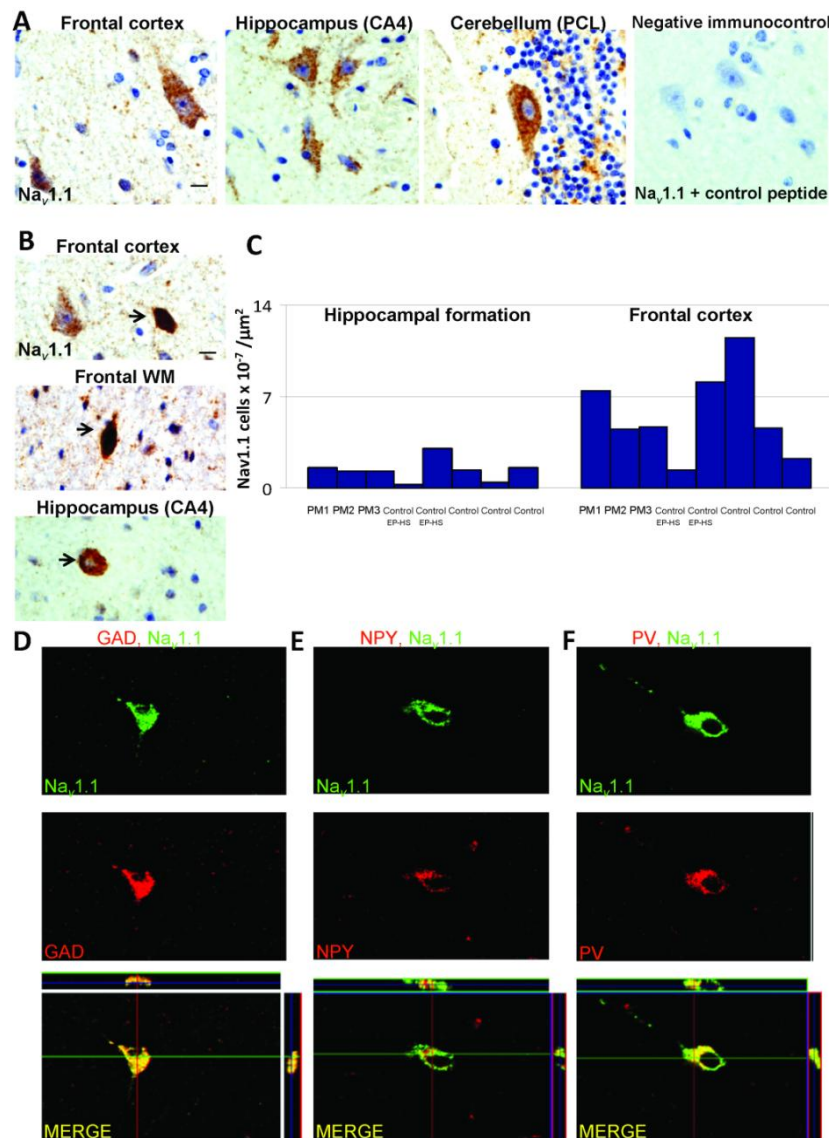 A
Frontal cortex
Hippocampus (CA4)
Cerebellum (PCL)
Negative immunocontrol
Naᵥ1.1
Naᵥ1.1 + control peptide
B
Frontal cortex
Naᵥ1.1
Frontal WM
Hippocampus (CA4)
C
Nav1.1 cells x 10⁻⁷ /µm²
14
7
0
Hippocampal formation
Frontal cortex
PM1 PM2 PM3 Control EP-HS Control EP-HS Control Control Control
PM1 PM2 PM3 Control EP-HS Control EP-HS Control Control Control
D
GAD, Naᵥ1.1
E
NPY, Naᵥ1.1
F
PV, Naᵥ1.1
Naᵥ1.1
Naᵥ1.1
Naᵥ1.1
GAD
NPY
PV
MERGE
MERGE
MERGE